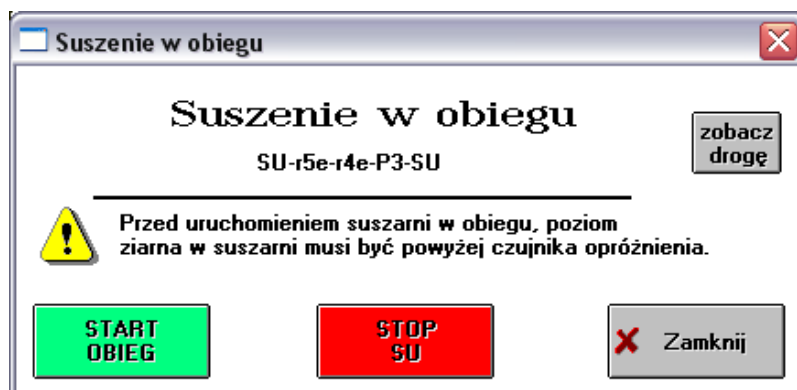 Suszenie w obiegu
Suszenie w obiegu
zobacz
drogę
SU-r5e-r4e-P3-SU
Przed uruchomieniem suszarni w obiegu, poziom
ziarna w suszarni musi być powyżej czujnika opróżnienia.
START
OBIEG
STOP
SU
Zamknij